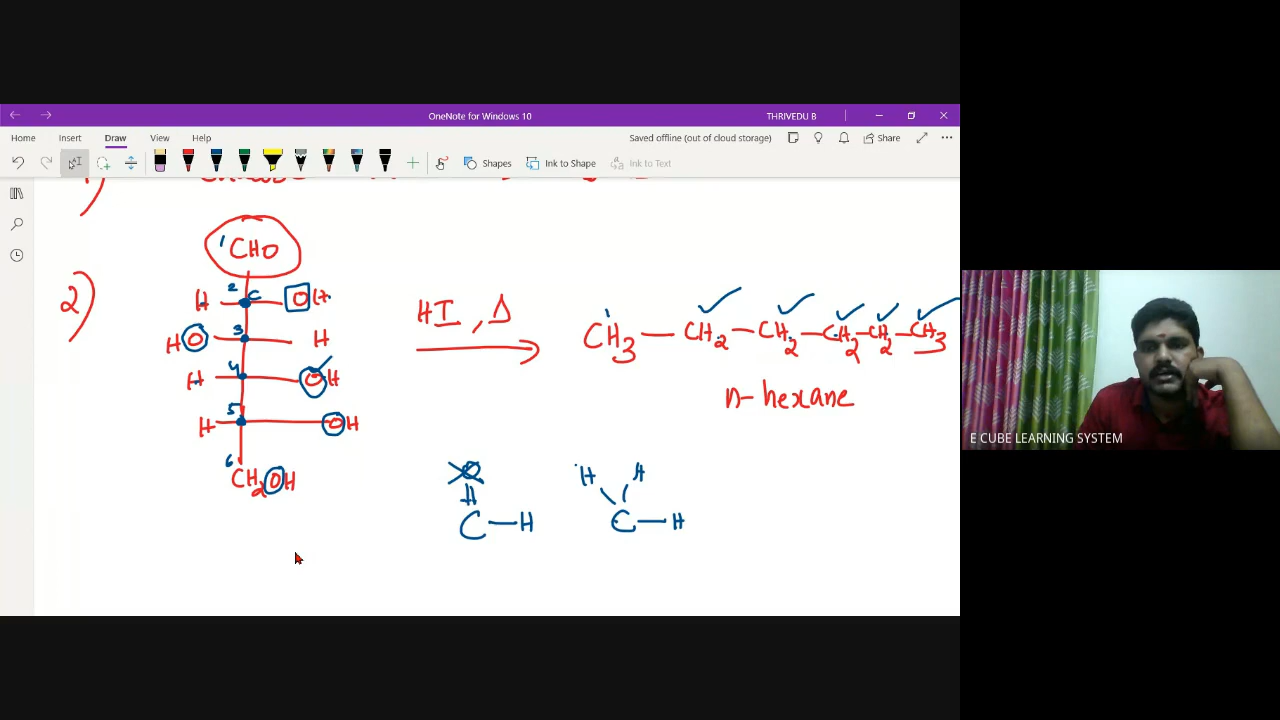 OneNote for Windows 10
THRIVEDU B
Home Insert Draw View Help
Saved offline (out of cloud storage)
Share
Shapes
Ink to Shape
Ink to Text
1)
2)
1 CHO
2 H C OH
3 HO H
4 H OH
5 H OH
6 CH2OH
HI, Δ
CH3 — CH2 — CH2 — CH2 — CH2 — CH3
n-hexane
O
C — H
H H
C — H
E CUBE LEARNING SYSTEM